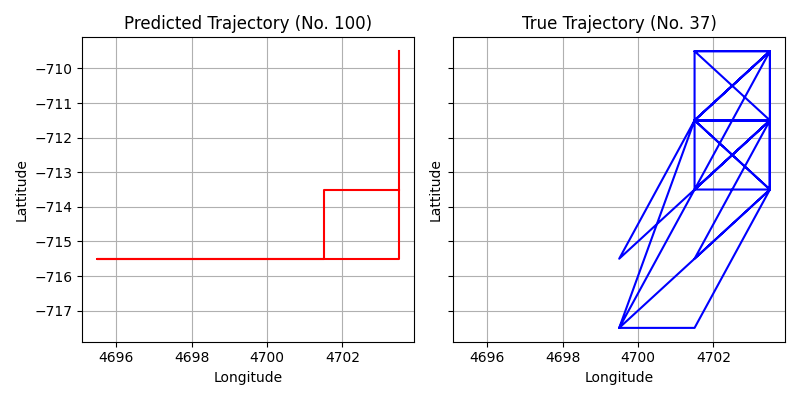 Predicted Trajectory (No. 100)
True Trajectory (No. 37)
Lattitude
−710
−711
−712
−713
−714
−715
−716
−717
4696
4698
4700
4702
Longitude
Lattitude
4696
4698
4700
4702
Longitude